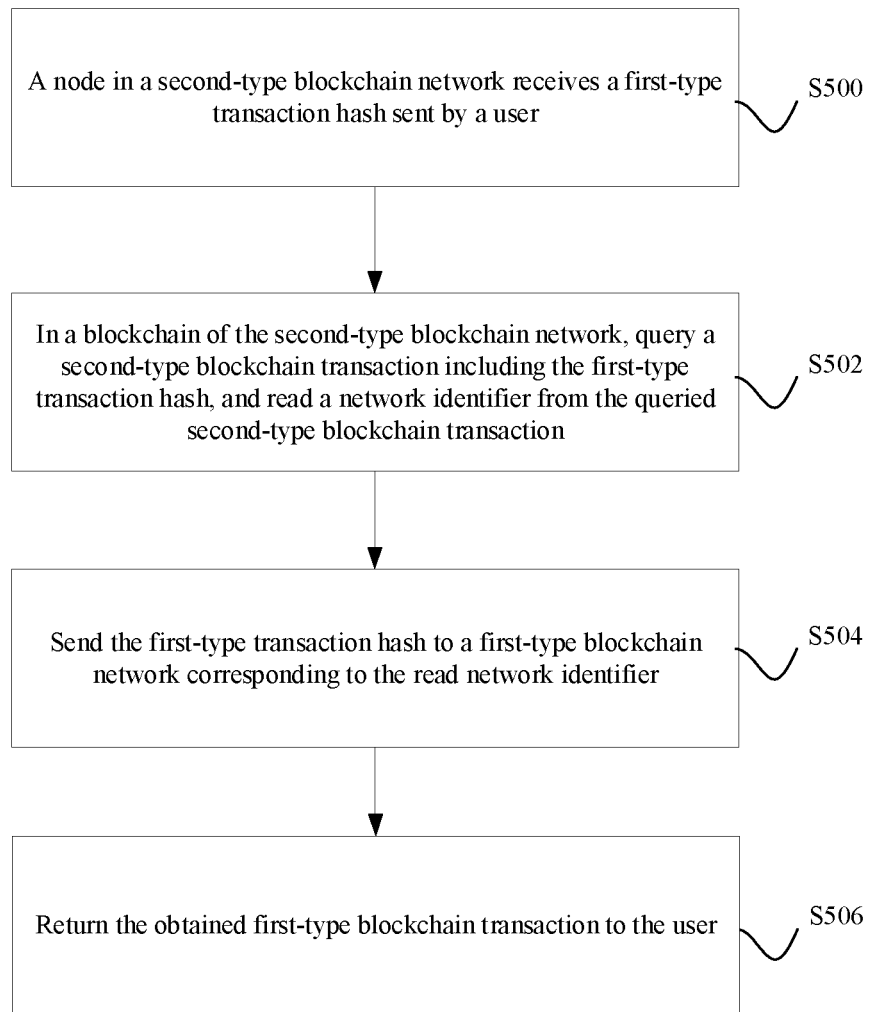 A node in a second-type blockchain network receives a first-type
transaction hash sent by a user
S500
In a blockchain of the second-type blockchain network, query a
second-type blockchain transaction including the first-type
transaction hash, and read a network identifier from the queried
second-type blockchain transaction
S502
Send the first-type transaction hash to a first-type blockchain
network corresponding to the read network identifier
S504
Return the obtained first-type blockchain transaction to the user
S506